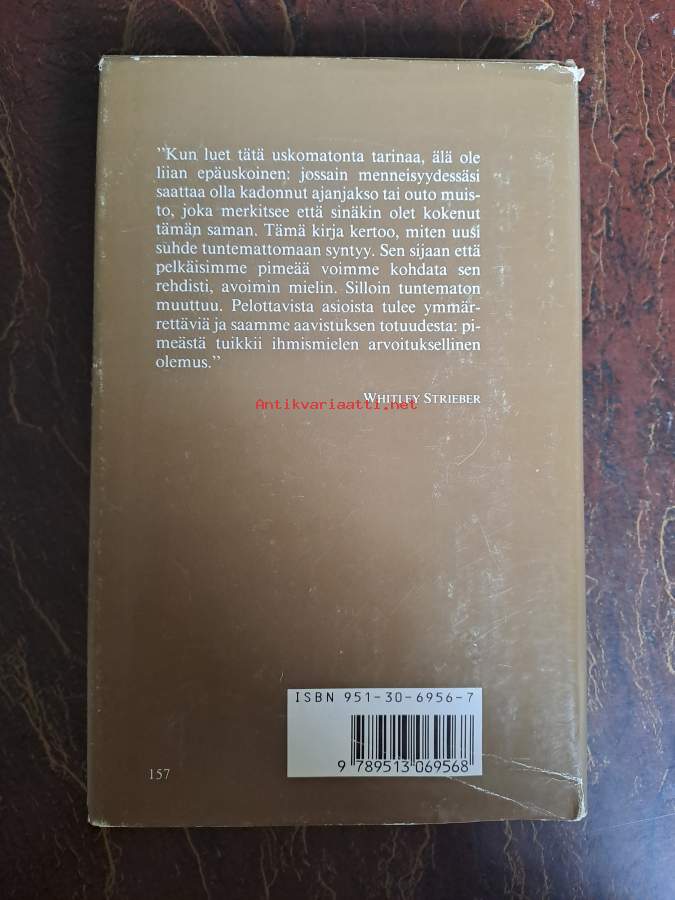 ”Kun luet tätä uskomatonta tarinaa, älä ole
liian epäuskoinen: jossain menneisyydessäsi
saattaa olla kadonnut ajanjakso tai outo muis-
to, joka merkitsee että sinäkin olet kokenut
tämän saman. Tämä kirja kertoo, miten uusi
suhde tuntemattomaan syntyy. Sen sijaan että
pelkäisimme pimeää voimme kohdata sen
rehdisti, avoimin mielin. Silloin tuntematon
muuttuu. Pelottavista asioista tulee ymmär-
rettäviä ja saamme aavistuksen totuudesta: pi-
meästä tuikkii ihmismielen arvoituksellinen
olemus.”
WHITLEY STRIEBER
Antikvariaatti.net
ISBN 951-30-6956-7
9 789513 069568
157